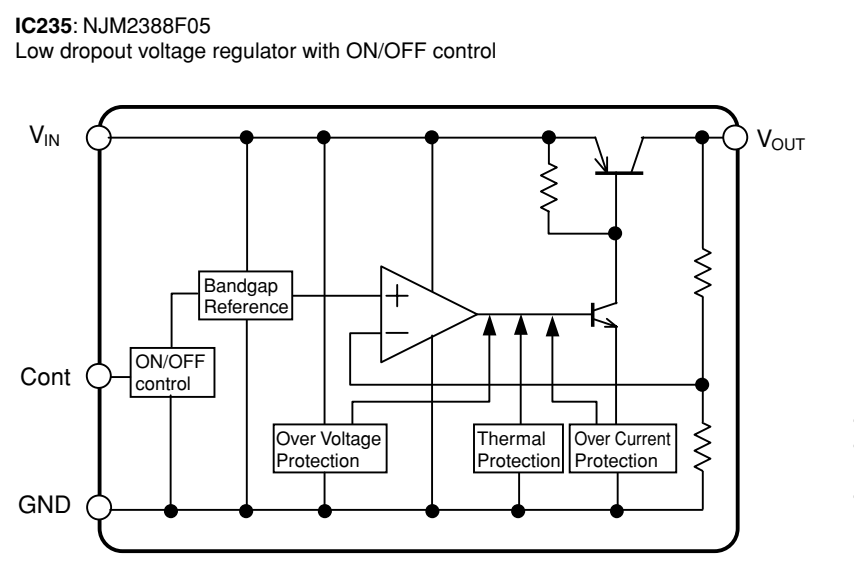 IC235: NJM2388F05
Low dropout voltage regulator with ON/OFF control
VIN
VOUT
Bandgap
Reference
+
−
Cont
ON/OFF
control
Over Voltage
Protection
Thermal
Protection
Over Current
Protection
GND